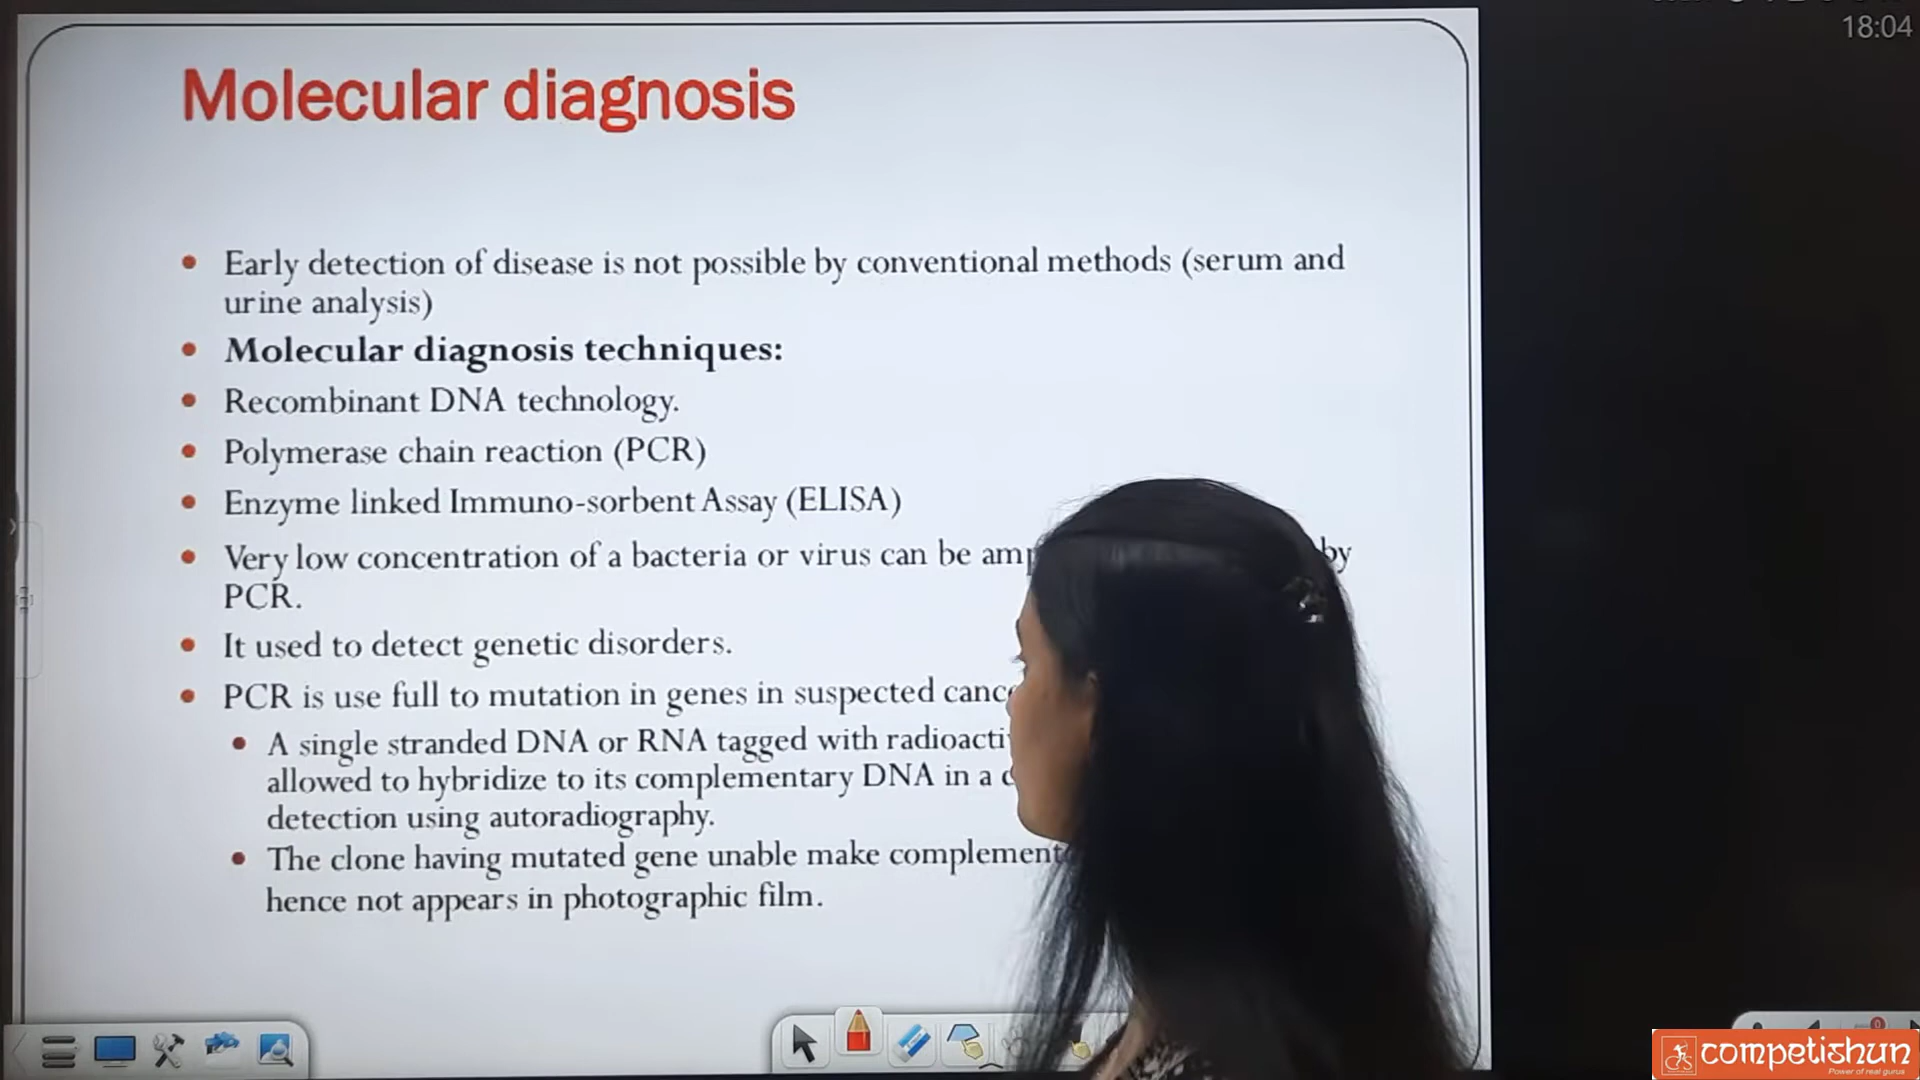 18:04
Molecular diagnosis
• Early detection of disease is not possible by conventional methods (serum and
urine analysis)
• Molecular diagnosis techniques:
• Recombinant DNA technology.
• Polymerase chain reaction (PCR)
• Enzyme linked Immuno-sorbent Assay (ELISA)
• Very low concentration of a bacteria or virus can be by
PCR.
• It used to detect genetic disorders.
• PCR is use full to mutation in genes in suspected
• A single stranded DNA or RNA tagged with
allowed to hybridize to its complementary DNA in a
detection using autoradiography.
• The clone having mutated gene unable make
hence not appears in photographic film.
competishun
Power of real gurus